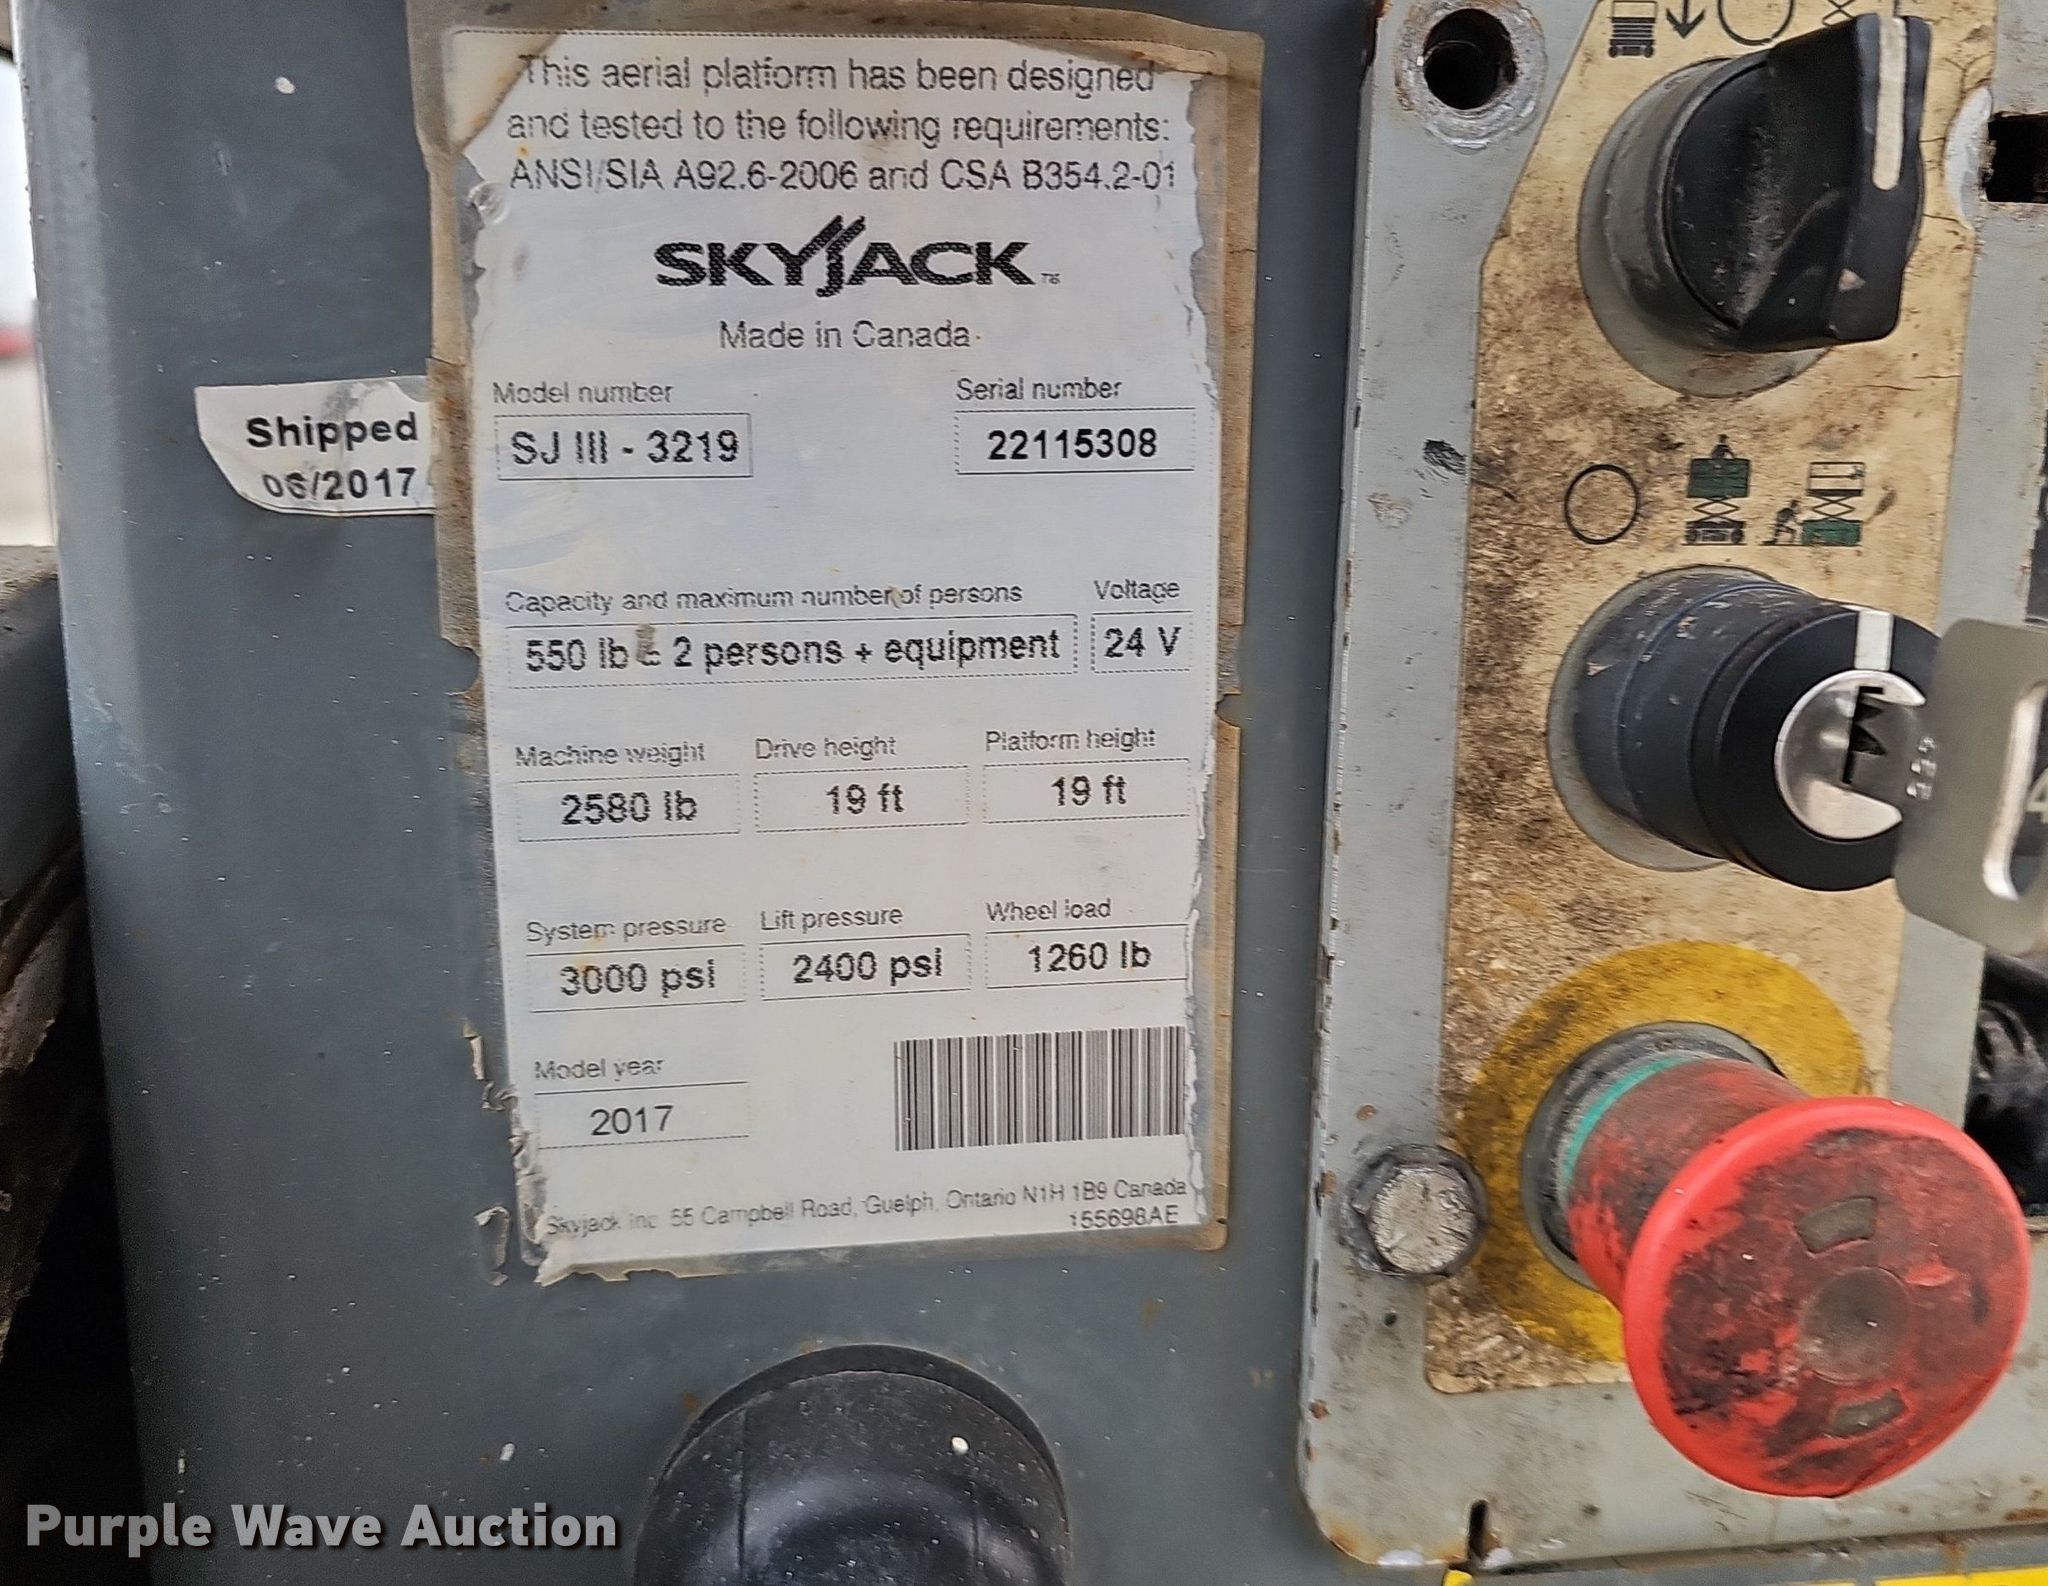 This aerial platform has been designed
and tested to the following requirements:
ANSI/SIA A92.6-2006 and CSA B354.2-01
SKYJACK
Made in Canada
Model number
Serial number
SJ III - 3219
22115308
Shipped
06/2017
Capacity and maximum number of persons
Voltage
550 lb = 2 persons + equipment
24 V
Machine weight
Drive height
Platform height
2580 lb
19 ft
19 ft
System pressure
Lift pressure
Wheel load
3000 psi
2400 psi
1260 lb
Model year
2017
Skyjack Inc. 55 Campbell Road, Guelph, Ontario N1H 1B9 Canada
155698AE
Purple Wave Auction